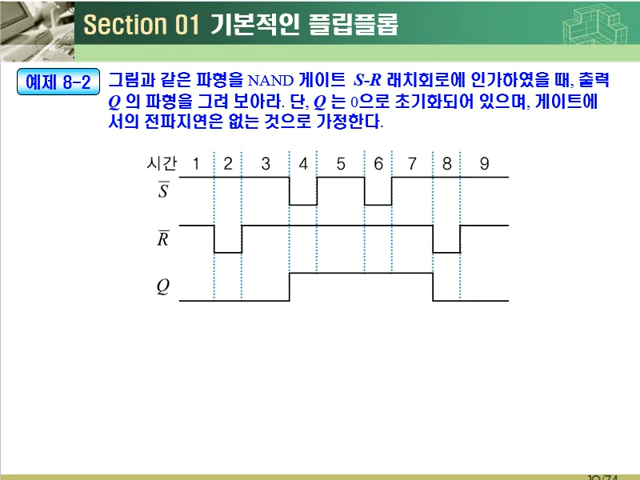 Section 01 기본적인 플립플롭
예제 8-2
그림과 같은 파형을 NAND 게이트 S-R 래치회로에 인가하였을 때, 출력
Q 의 파형을 그려 보아라. 단, Q 는 0으로 초기화되어 있으며, 게이트에
서의 전파지연은 없는 것으로 가정한다.
시간 1 2 3 4 5 6 7 8 9
S̅
R̅
Q
10/74